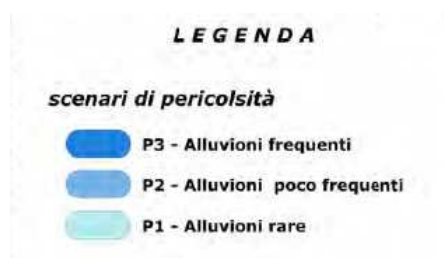 LEGENDA
scenari di pericolsità
P3 - Alluvioni frequenti
P2 - Alluvioni poco frequenti
P1 - Alluvioni rare